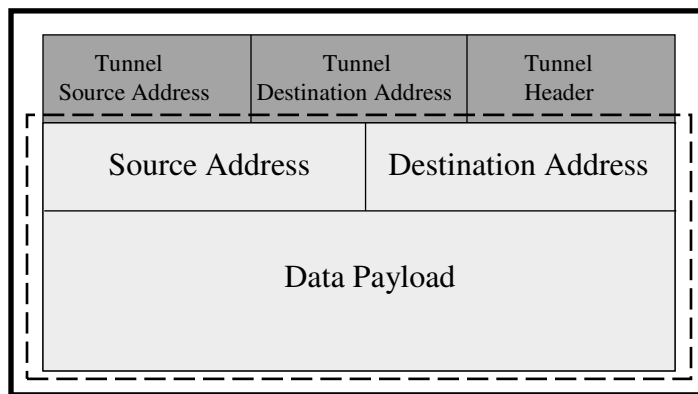 Tunnel
Source Address
Tunnel
Destination Address
Tunnel
Header
Source Address
Destination Address
Data Payload